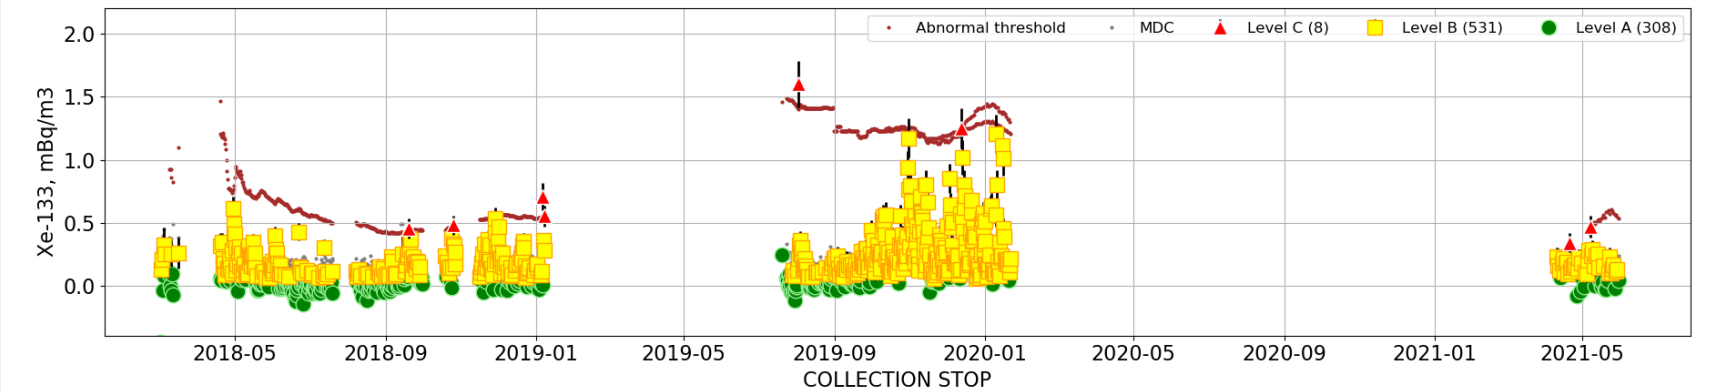 Abnormal threshold MDC Level C (8) Level B (531) Level A (308)
Xe-133, mBq/m3
2.0
1.5
1.0
0.5
0.0
2018-05 2018-09 2019-01 2019-05 2019-09 2020-01 2020-05 2020-09 2021-01 2021-05
COLLECTION STOP